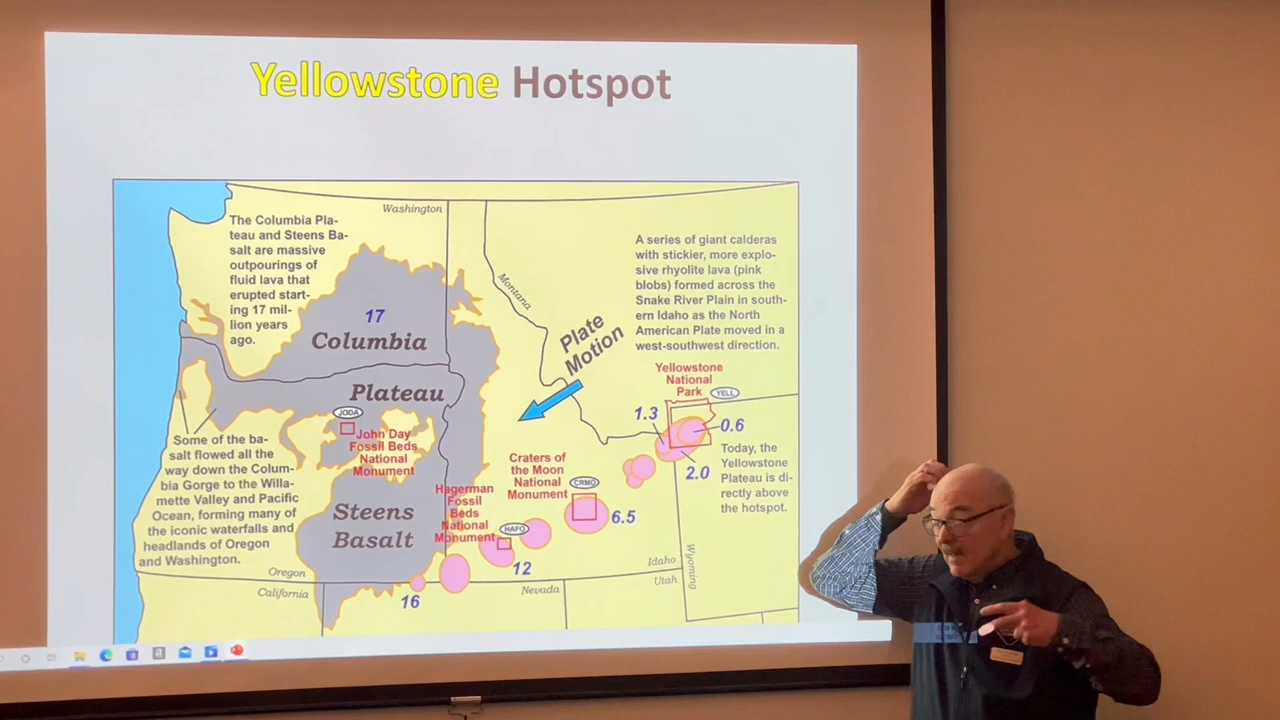 Yellowstone Hotspot
Washington
The Columbia Pla-
teau and Steens Ba-
salt are massive
outpourings of
fluid lava that
erupted start-
ing 17 mil-
lion years
ago.
Montana
A series of giant calderas
with stickier, more explo-
sive rhyolite lava (pink
blobs) formed across the
Snake River Plain in south-
ern Idaho as the North
American Plate moved in a
west-southwest direction.
17
Columbia
Plateau
Plate
Motion
Yellowstone
National
Park
YELL
1.3
0.6
2.0
Today, the
Yellowstone
Plateau is di-
rectly above
the hotspot.
JODA
John Day
Fossil Beds
National
Monument
Some of the ba-
salt flowed all the
way down the Colum-
bia Gorge to the Willa-
mette Valley and Pacific
Ocean, forming many of
the iconic waterfalls and
headlands of Oregon
and Washington.
Craters of
the Moon
National
Monument
CRMO
6.5
Hagerman
Fossil
Beds
National
Monument
HAFO
12
Steens
Basalt
16
Oregon
California
Nevada
Idaho
Utah
Wyoming